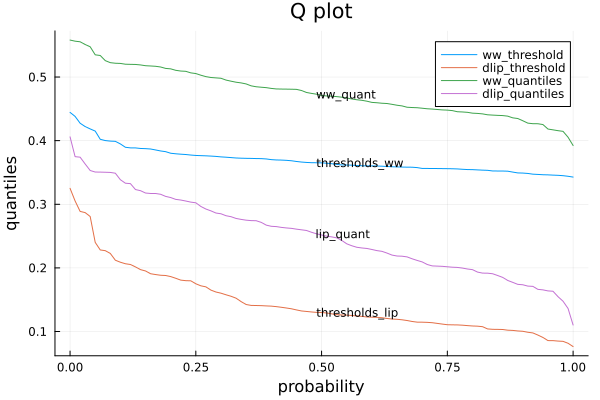 Q plot
quantiles
0.5
0.4
0.3
0.2
0.1
ww_threshold
dlip_threshold
ww_quantiles
dlip_quantiles
ww_quant
thresholds_ww
lip_quant
thresholds_lip
0.00
0.25
0.50
0.75
1.00
probability